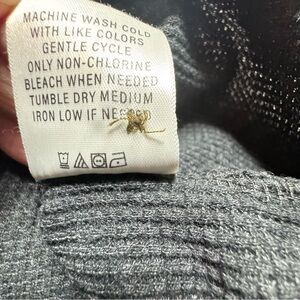 MACHINE WASH COLD
WITH LIKE COLORS
GENTLE CYCLE
ONLY NON-CHLORINE
BLEACH WHEN NEEDED
TUMBLE DRY MEDIUM
IRON LOW IF